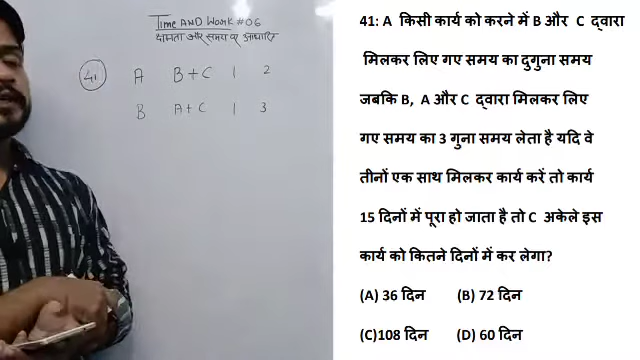 Time AND Work # 06
क्षमता और समय पर आधारित
41 A B+C 1 2
B A+C 1 3
41: A किसी कार्य को करने में B और C द्वारा
मिलकर लिए गए समय का दुगुना समय
जबकि B, A और C द्वारा मिलकर लिए
गए समय का 3 गुना समय लेता है यदि वे
तीनों एक साथ मिलकर कार्य करें तो कार्य
15 दिनों में पूरा हो जाता है तो C अकेले इस
कार्य को कितने दिनों में कर लेगा?
(A) 36 दिन (B) 72 दिन
(C)108 दिन (D) 60 दिन